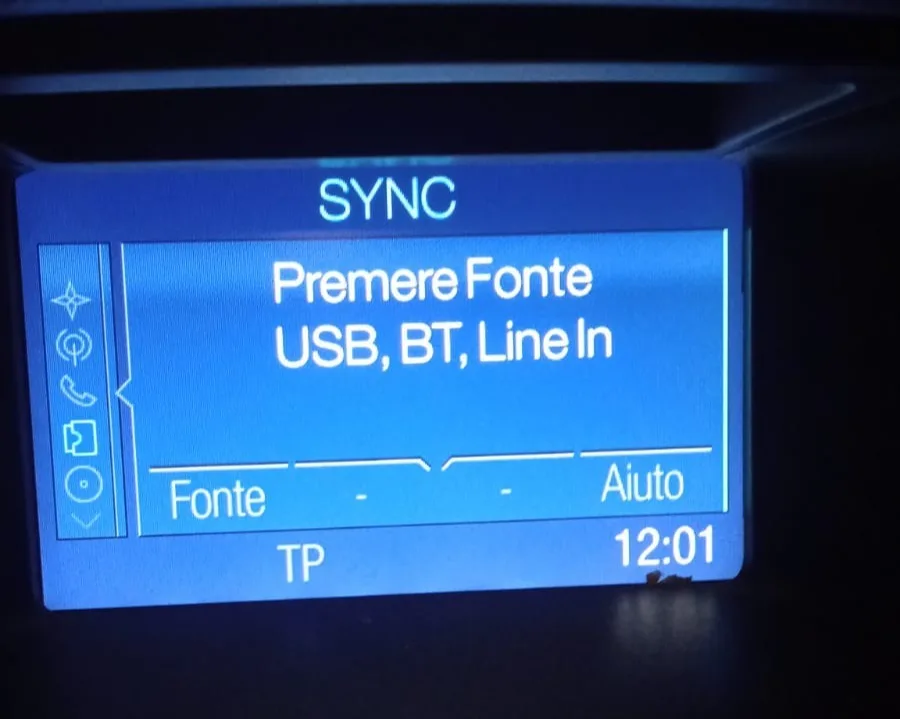 SYNC
Premere Fonte
USB, BT, Line In
Fonte - - Aiuto
TP 12:01